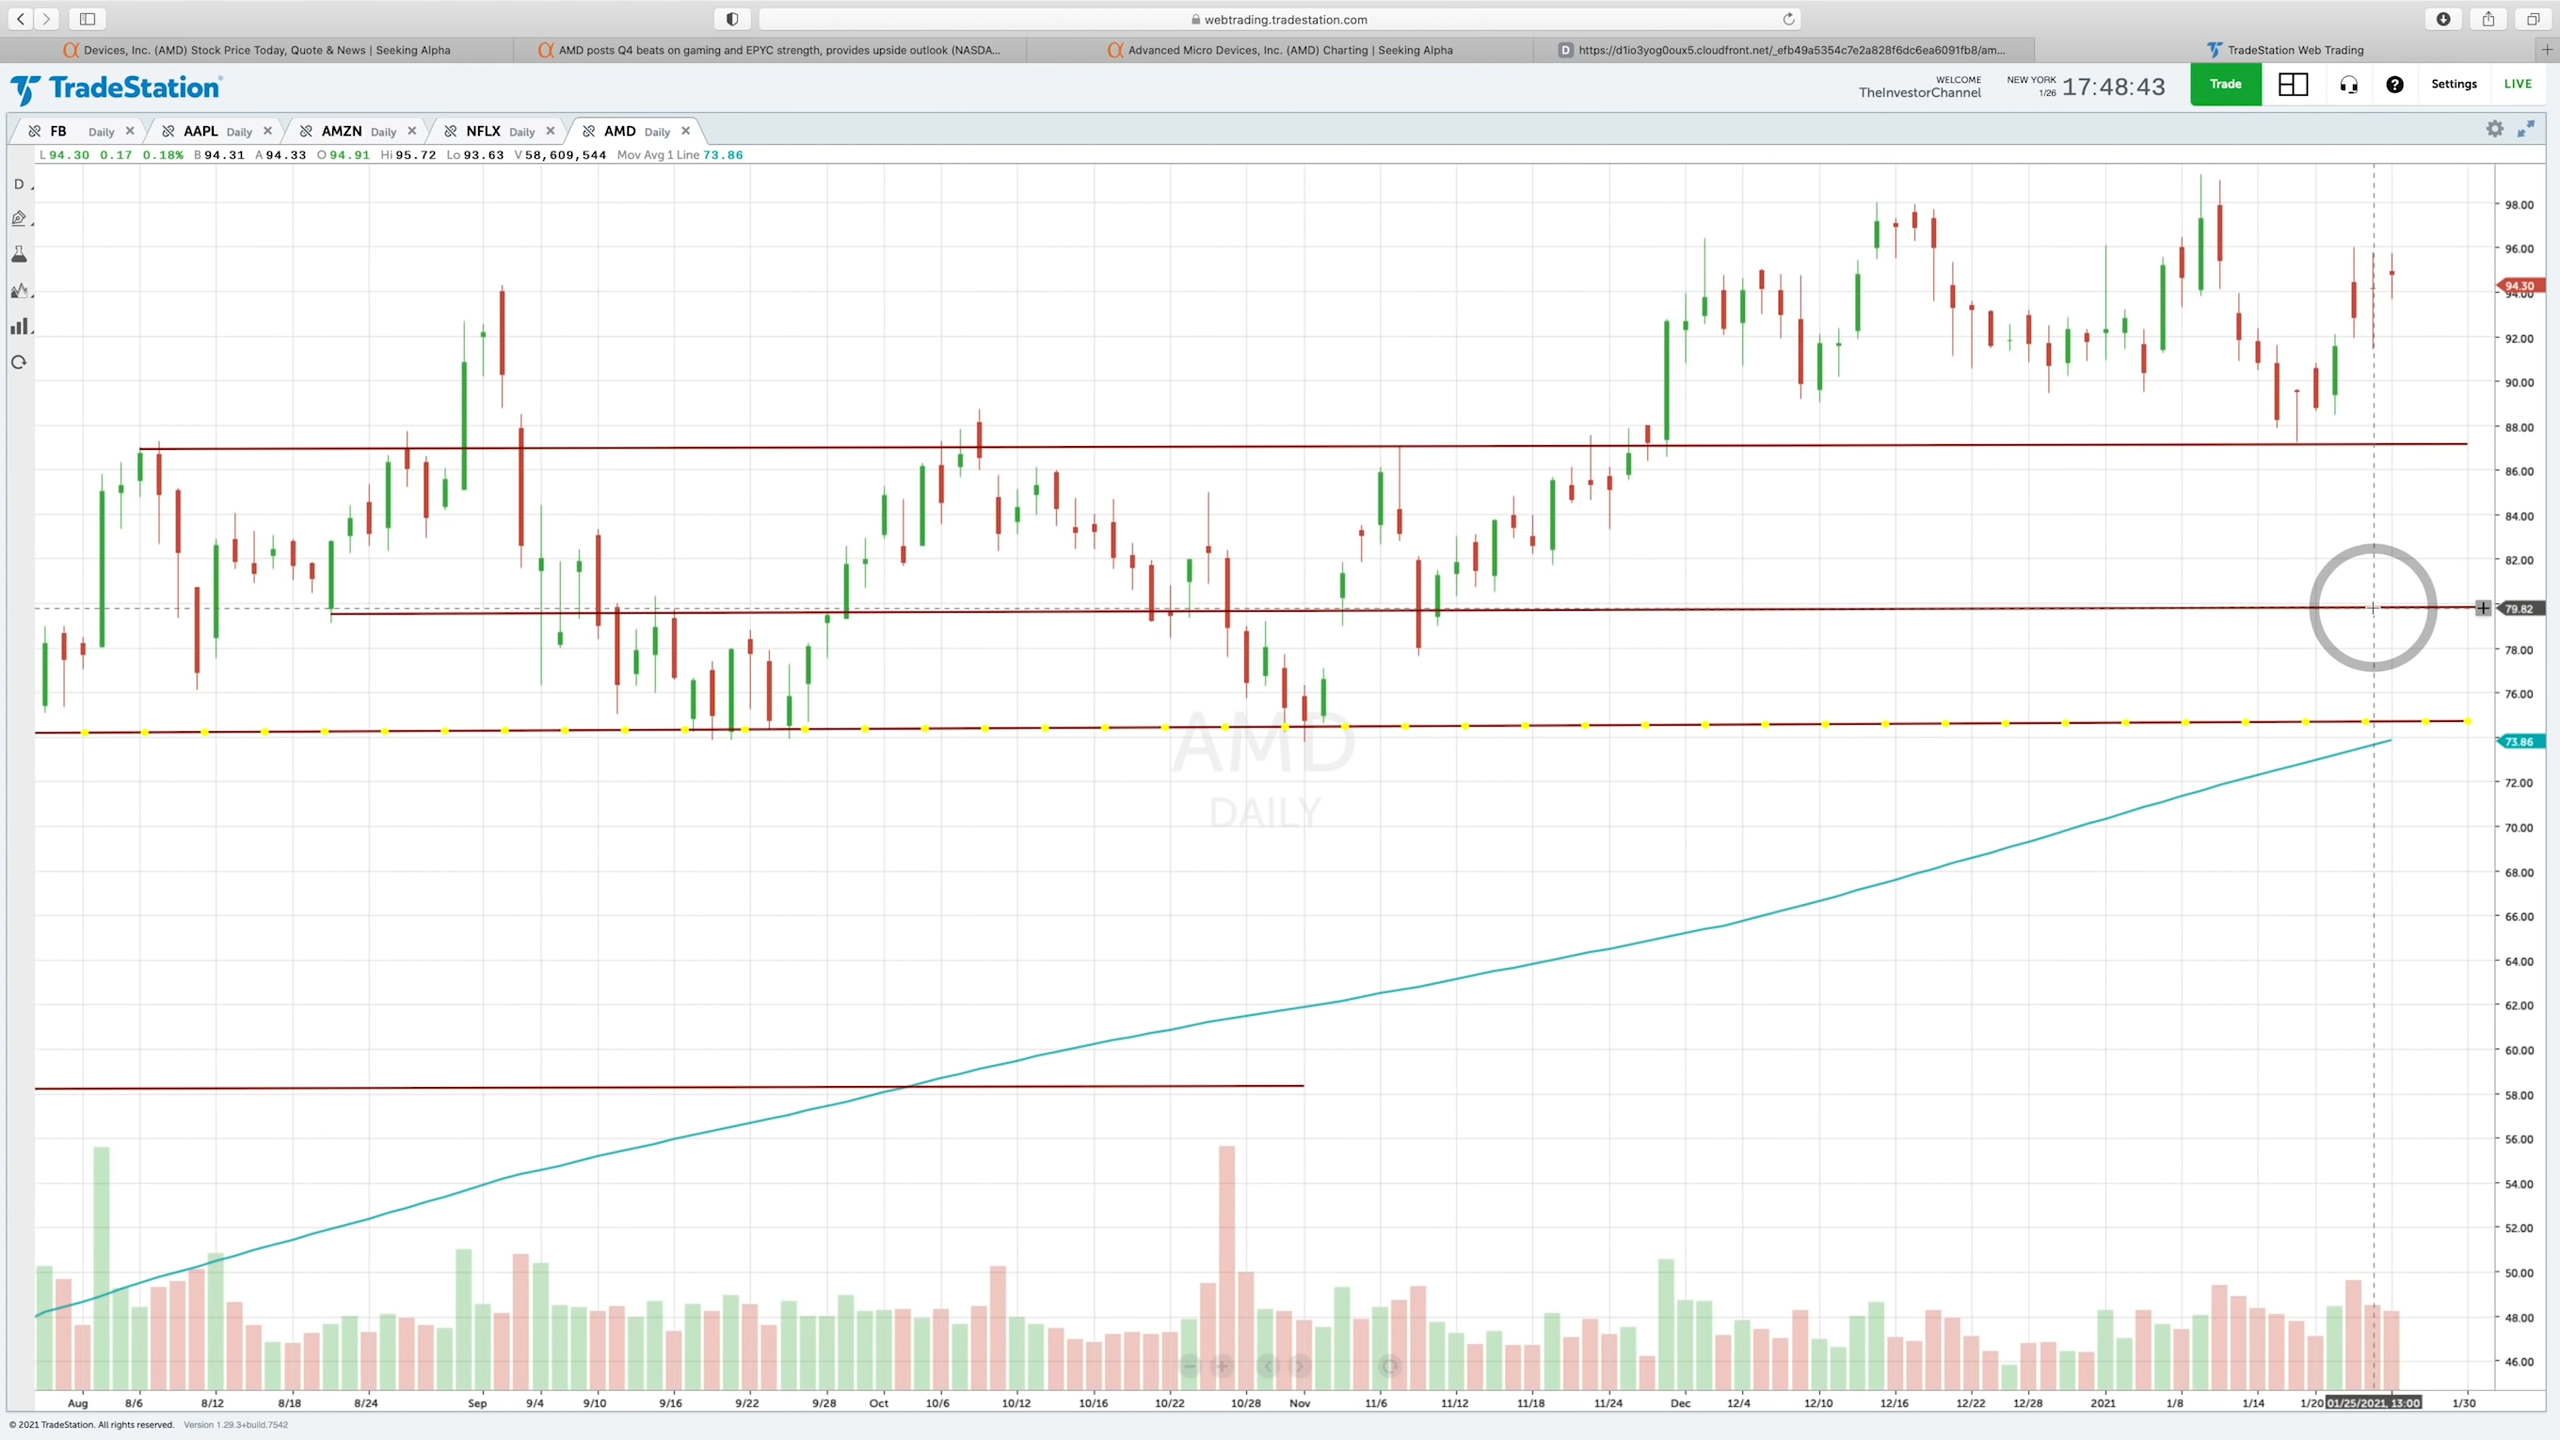 webtrading.tradestation.com
Devices, Inc. (AMD) Stock Price Today, Quote & News | Seeking Alpha
AMD posts Q4 beats on gaming and EPYC strength, provides upside outlook (NASDA...
Advanced Micro Devices, Inc. (AMD) Charting | Seeking Alpha
D https://d1io3yog0oux5.cloudfront.net/_efb49a5354c7e2a828f6dc6ea6091fb8/am...
TradeStation Web Trading
TradeStation
WELCOME
TheInvestorChannel
NEW YORK
1/26
17:48:43
Trade
Settings
LIVE
FB Daily
AAPL Daily
AMZN Daily
NFLX Daily
AMD Daily
L 94.30 0.17 0.18% B 94.31 A 94.33 O 94.91 Hi 95.72 Lo 93.63 V 58,609,544 Mov Avg 1 Line 73.86
D
98.00
96.00
94.30
94.00
92.00
90.00
88.00
86.00
84.00
82.00
79.82
78.00
76.00
73.86
72.00
70.00
68.00
66.00
64.00
62.00
60.00
58.00
56.00
54.00
52.00
50.00
48.00
46.00
AMD
DAILY
Aug 8/6 8/12 8/18 8/24 Sep 9/4 9/10 9/16 9/22 9/28 Oct 10/6 10/12 10/16 10/22 10/28 Nov 11/6 11/12 11/18 11/24 Dec 12/4 12/10 12/16 12/22 12/28 2021 1/8 1/14 1/20 01/25/2021, 13:00 1/30
© 2021 TradeStation. All rights reserved. Version 1.29.3+build.7542